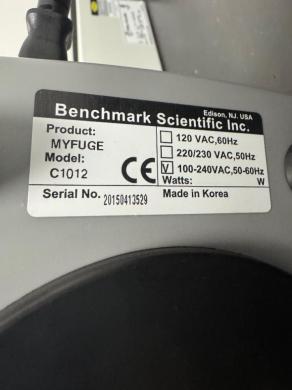 Edison, NJ. USA
Benchmark Scientific Inc.
Product:
MYFUGE
Model:
C1012
CE
120 VAC,60Hz
220/230 VAC,50Hz
V 100-240VAC,50-60Hz
Watts: W
Serial No. 20150413529 Made in Korea